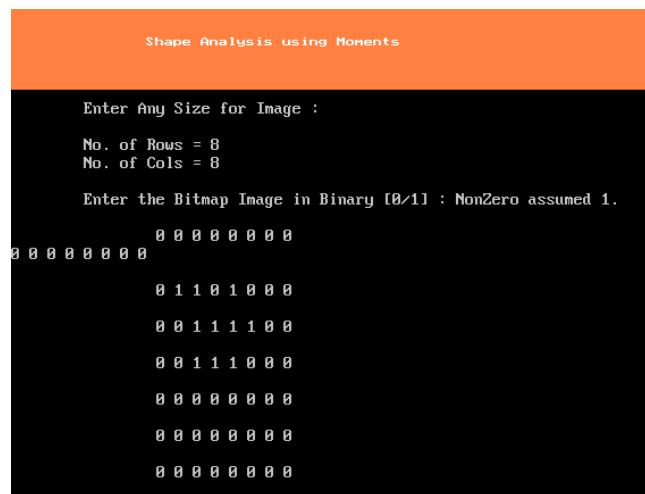 Shape Analysis using Moments
Enter Any Size for Image :
No. of Rows = 8
No. of Cols = 8
Enter the Bitmap Image in Binary [0/1] : NonZero assumed 1.
0 0 0 0 0 0 0 0
0 0 0 0 0 0 0 0
0 1 1 0 1 0 0 0
0 0 1 1 1 1 0 0
0 0 1 1 1 0 0 0
0 0 0 0 0 0 0 0
0 0 0 0 0 0 0 0
0 0 0 0 0 0 0 0